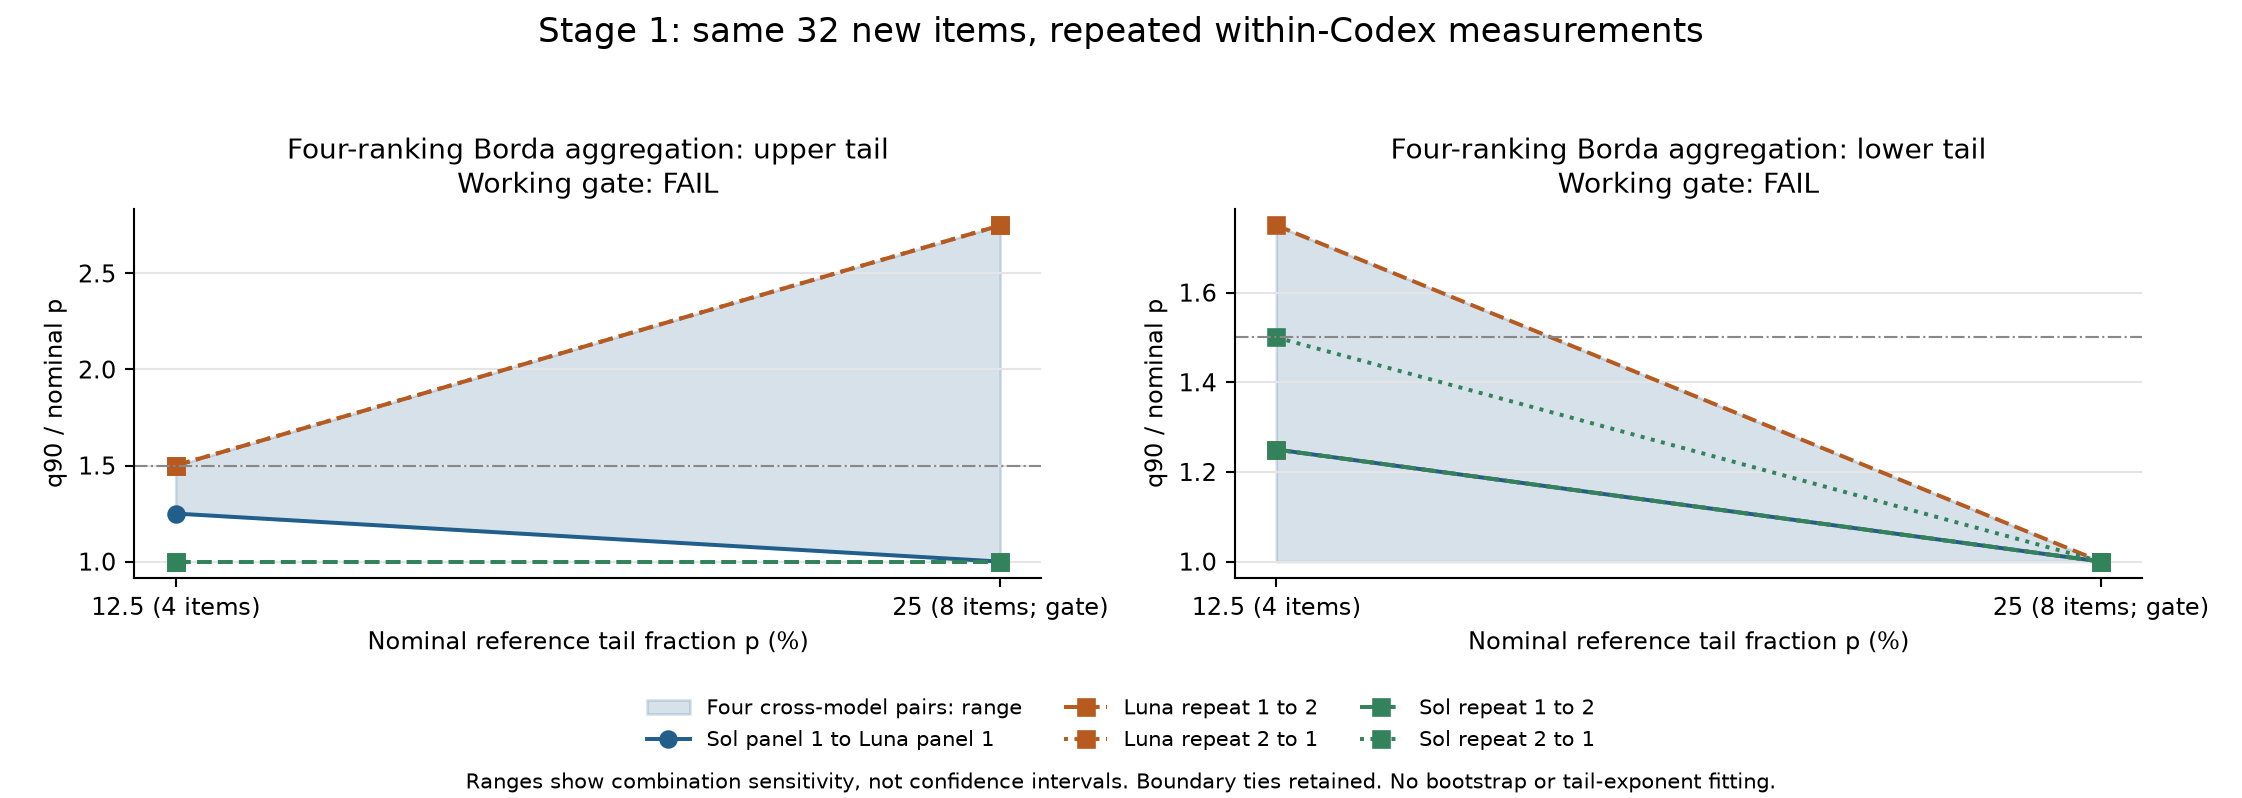 Stage 1: same 32 new items, repeated within-Codex measurements
Four-ranking Borda aggregation: upper tail
Working gate: FAIL
q90 / nominal p
2.5
2.0
1.5
1.0
12.5 (4 items)
25 (8 items; gate)
Nominal reference tail fraction p (%)
Four-ranking Borda aggregation: lower tail
Working gate: FAIL
q90 / nominal p
1.6
1.4
1.2
1.0
12.5 (4 items)
25 (8 items; gate)
Nominal reference tail fraction p (%)
Four cross-model pairs: range
Sol panel 1 to Luna panel 1
Luna repeat 1 to 2
Luna repeat 2 to 1
Sol repeat 1 to 2
Sol repeat 2 to 1
Ranges show combination sensitivity, not confidence intervals. Boundary ties retained. No bootstrap or tail-exponent fitting.